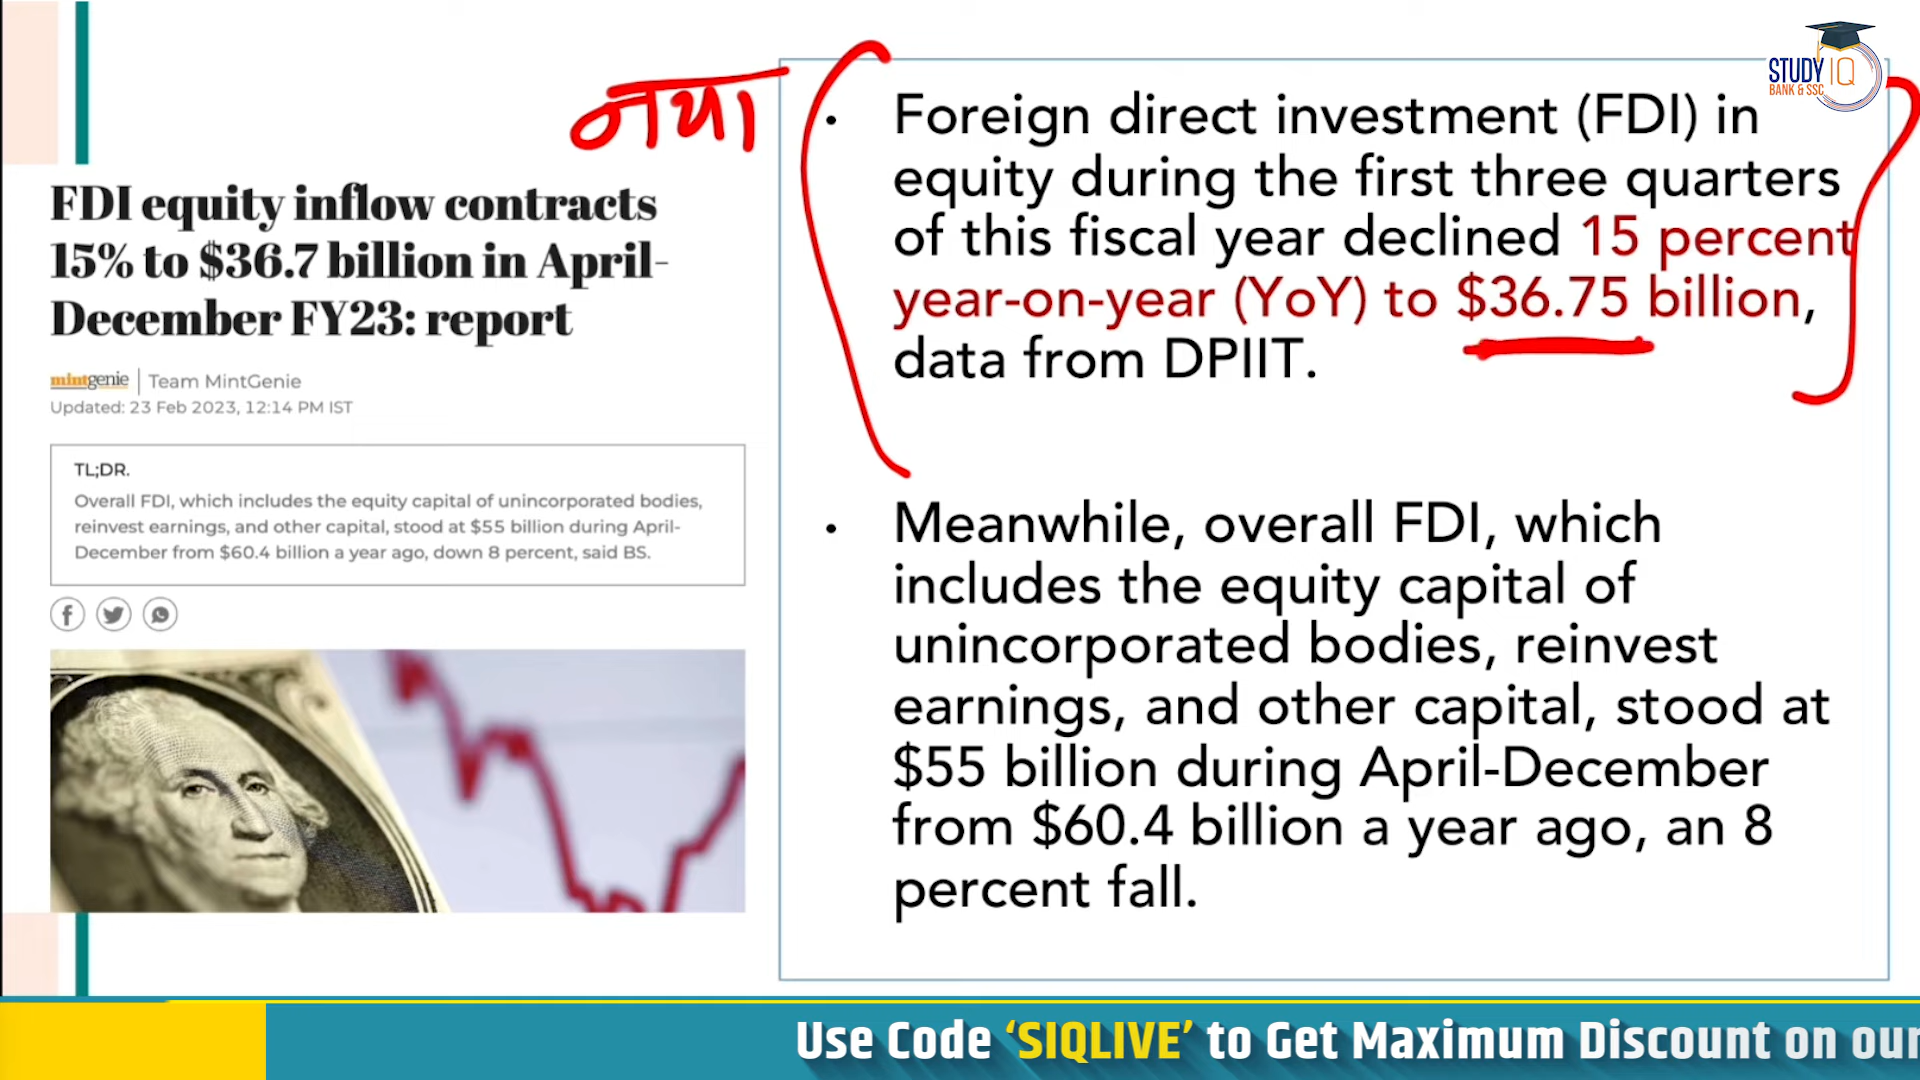 STUDY IQ
BANK & SSC
नया
FDI equity inflow contracts
15% to $36.7 billion in April-
December FY23: report
mintgenie | Team MintGenie
Updated: 23 Feb 2023, 12:14 PM IST
TL;DR.
Overall FDI, which includes the equity capital of unincorporated bodies,
reinvest earnings, and other capital, stood at $55 billion during April-
December from $60.4 billion a year ago, down 8 percent, said BS.
• Foreign direct investment (FDI) in
equity during the first three quarters
of this fiscal year declined 15 percent
year-on-year (YoY) to $36.75 billion,
data from DPIIT.
• Meanwhile, overall FDI, which
includes the equity capital of
unincorporated bodies, reinvest
earnings, and other capital, stood at
$55 billion during April-December
from $60.4 billion a year ago, an 8
percent fall.
Use Code ‘SIQLIVE’ to Get Maximum Discount on our